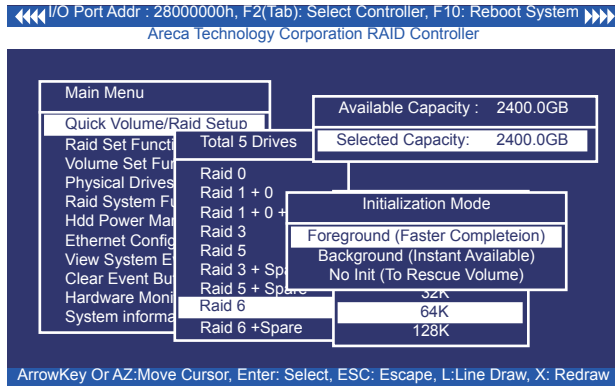 I/O Port Addr : 28000000h, F2(Tab): Select Controller, F10: Reboot System
Areca Technology Corporation RAID Controller
Main Menu
Quick Volume/Raid Setup
Raid Set Functi
Volume Set Fun
Physical Drives
Raid System Fu
Hdd Power Man
Ethernet Config
View System E
Clear Event Bu
Hardware Moni
System informa
Total 5 Drives
Raid 0
Raid 1 + 0
Raid 1 + 0 +
Raid 3
Raid 5
Raid 3 + Spa
Raid 5 + Spare
Raid 6
Raid 6 +Spare
Available Capacity : 2400.0GB
Selected Capacity: 2400.0GB
Initialization Mode
Foreground (Faster Completeion)
Background (Instant Available)
No Init (To Rescue Volume)
32K
64K
128K
ArrowKey Or AZ:Move Cursor, Enter: Select, ESC: Escape, L:Line Draw, X: Redraw